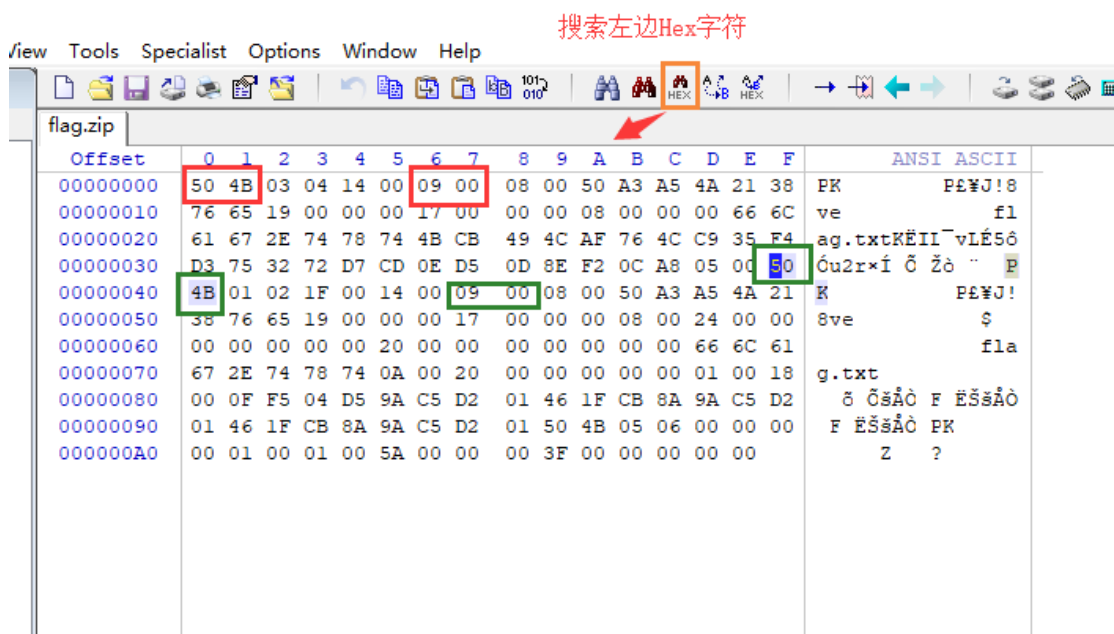 搜索左边Hex字符
View Tools Specialist Options Window Help
HEX HEX
flag.zip
Offset 0 1 2 3 4 5 6 7 8 9 A B C D E F ANSI ASCII
00000000 50 4B 03 04 14 00 09 00 08 00 50 A3 A5 4A 21 38 PK P£¥J!8
00000010 76 65 19 00 00 00 17 00 00 00 08 00 00 00 66 6C ve fl
00000020 61 67 2E 74 78 74 4B CB 49 4C AF 76 4C C9 35 F4 ag.txtKËIL¯vLÉ5ô
00000030 D3 75 32 72 D7 CD 0E D5 0D 8E F2 0C A8 05 00 50 Óu2r×Í Õ Žò ¨ P
00000040 4B 01 02 1F 00 14 00 09 00 08 00 50 A3 A5 4A 21 K P£¥J!
00000050 38 76 65 19 00 00 00 17 00 00 00 08 00 24 00 00 8ve $
00000060 00 00 00 00 00 20 00 00 00 00 00 00 00 66 6C 61 fla
00000070 67 2E 74 78 74 0A 00 20 00 00 00 00 00 01 00 18 g.txt
00000080 00 0F F5 04 D5 9A C5 D2 01 46 1F CB 8A 9A C5 D2 õ ÕšÅÒ F ËŠšÅÒ
00000090 01 46 1F CB 8A 9A C5 D2 01 50 4B 05 06 00 00 00 F ËŠšÅÒ PK
000000A0 00 01 00 01 00 5A 00 00 00 3F 00 00 00 00 00 Z ?